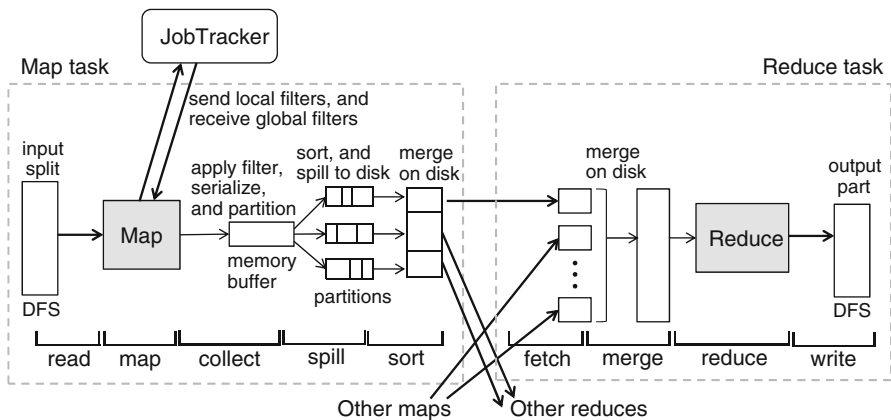 JobTracker
Map task
Reduce task
send local filters, and
receive global filters
input
split
apply filter,
serialize,
and partition
sort, and
spill to disk
merge
on disk
merge
on disk
output
part
Map
Reduce
memory
buffer
partitions
DFS
DFS
read
map
collect
spill
sort
fetch
merge
reduce
write
Other maps
Other reduces